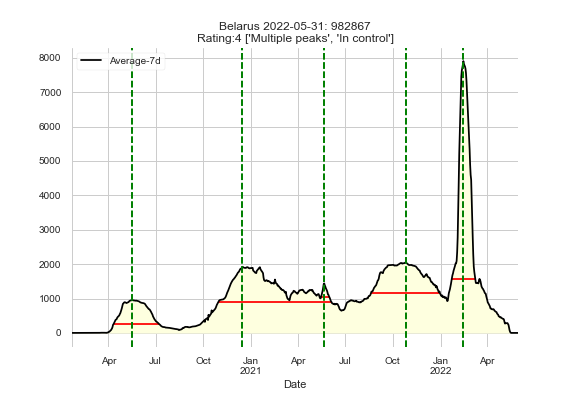 Belarus 2022-05-31: 982867
Rating:4 ['Multiple peaks', 'In control']
Average-7d
8000
7000
6000
5000
4000
3000
2000
1000
0
Apr Jul Oct Jan Apr Jul Oct Jan Apr
2021 2022
Date